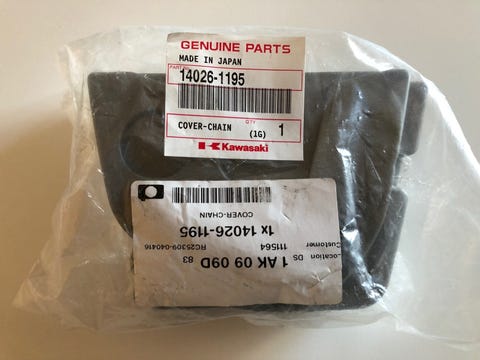 GENUINE PARTS
MADE IN JAPAN
PART NO.
14026-1195
COVER-CHAIN
QTY
(1G)
1
Kawasaki
Location DS
1 AK 09 09D 83
Customer
111564
RC25309-040416
1x 14026-1195
COVER-CHAIN